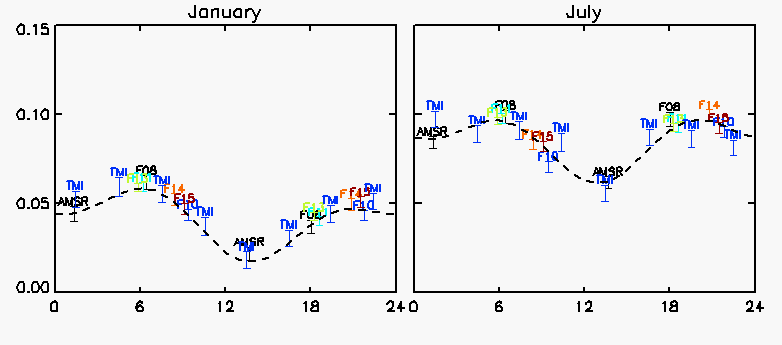 January July
0.15
0.10
0.05
0.00
TMI TMI F08 TMI F14 F15 F10 TMI AMSR AMSR TMI TMI F08 TMI F14 F15 TMI F10
TMI AMSR TMI F08 TMI F15 F10 TMI AMSR TMI TMI F08 TMI F14 F15 F10 TMI
0 6 12 18 24 0 6 12 18 24